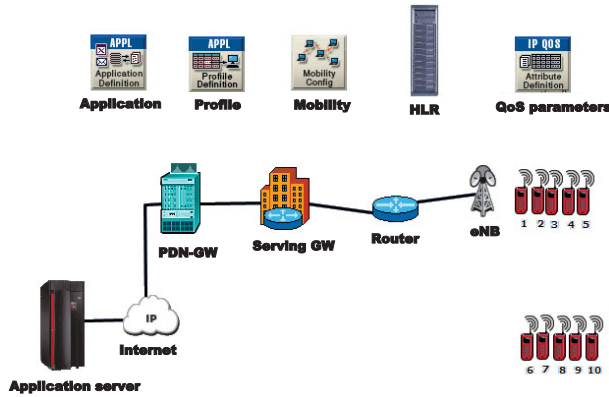 APPL
Application
Definition
Application
APPL
Profile
Definition
Profile
Mobility
Config
Mobility
HLR
IP QOS
Attribute
Definition
QoS parameters
PDN-GW
Serving GW
Router
eNB
1 2 3 4 5
IP
Internet
Application server
6 7 8 9 10